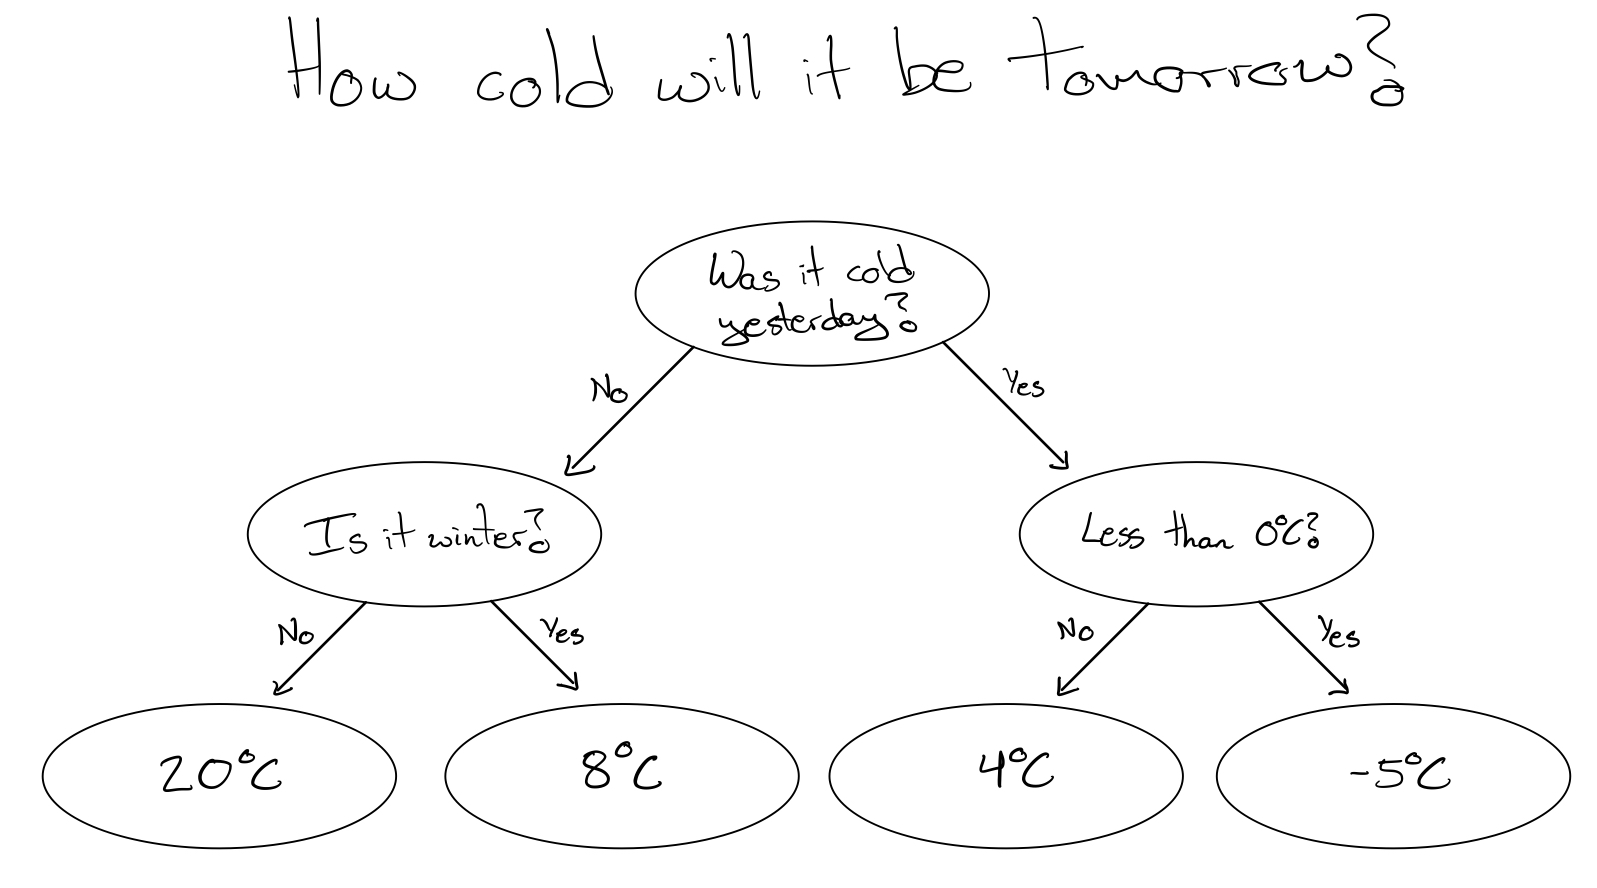 How cold will it be tomorrow?
Was it cold
yesterday?
No
Yes
Is it winter?
Less than 0°C?
No
Yes
No
Yes
20°C
8°C
4°C
-5°C